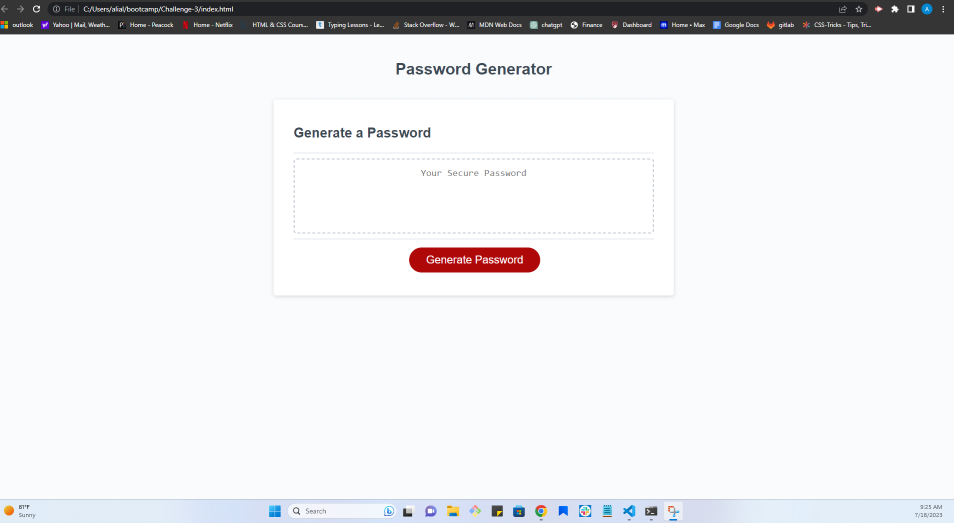 File C:/Users/alial/bootcamp/Challenge-3/index.html A
outlook Yahoo | Mail, Weath... Home - Peacock Home - Netflix HTML & CSS Cours... Typing Lessons - Le... Stack Overflow - W... MDN Web Docs chatgpt Finance Dashboard Home • Max Google Docs gitlab CSS-Tricks - Tips, Tri...
Password Generator
Generate a Password
Your Secure Password
Generate Password
81°F
Sunny
Search
9:25 AM
7/18/2023